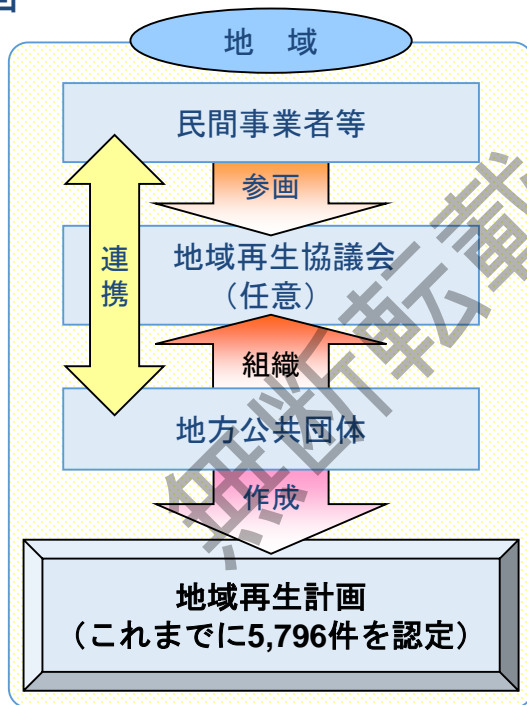 地 域
民間事業者等
参画
地域再生協議会
（任意）
連携
組織
地方公共団体
作成
地域再生計画
（これまでに5,796件を認定）
無断転載